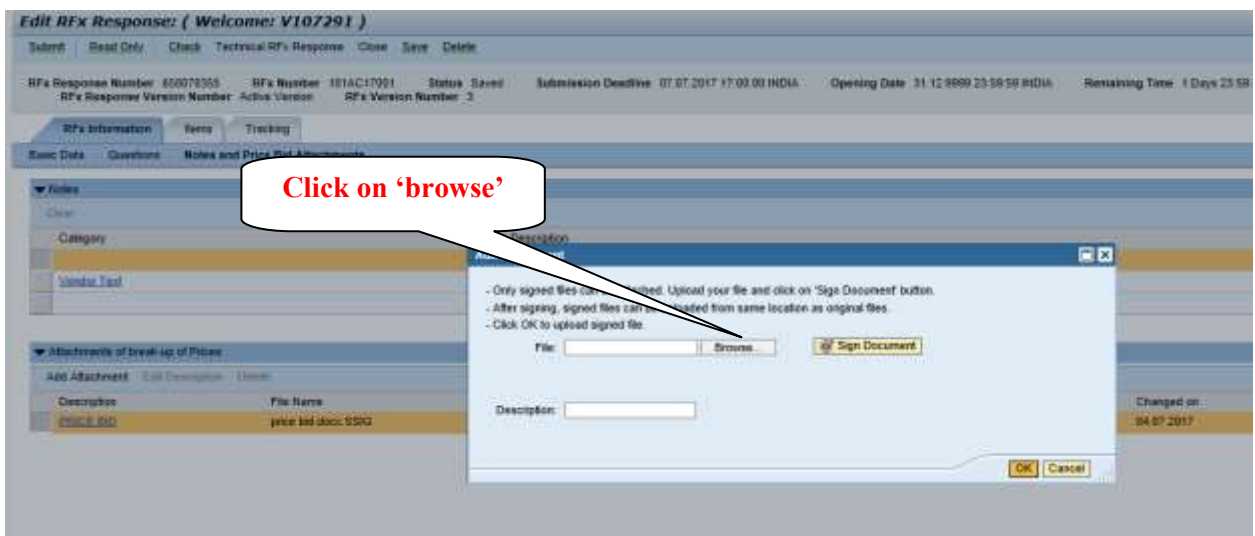 Edit RFx Response: ( Welcome: V107291 )
Submit Read Only Check Technical RFx Response Close Save Delete
RFx Response Number RFx Number Status Saved Submission Deadline 07.07.2017 17:00:00 INDIA Opening Date 31.12.9999 23:59:59 INDIA Remaining Time 1 Days 23:59
RFx Response Version Number Active Version RFx Version Number 3
RFx Information Items Tracking
Basic Data Questions Notes and Price Bid Attachments
Click on ‘browse’
Notes
Clear
Category Description
Vendor Text
- Only signed files can be attached. Upload your file and click on 'Sign Document' button.
- After signing, signed files can be uploaded from same location as original files.
- Click OK to upload signed file.
File: Browse... Sign Document
Attachments of break-up of Prices
Add Attachment Edit Description Delete
Description File Name Changed on
Description:
PRICE BID price bid.docx.SSIG 04.07.2017
OK Cancel